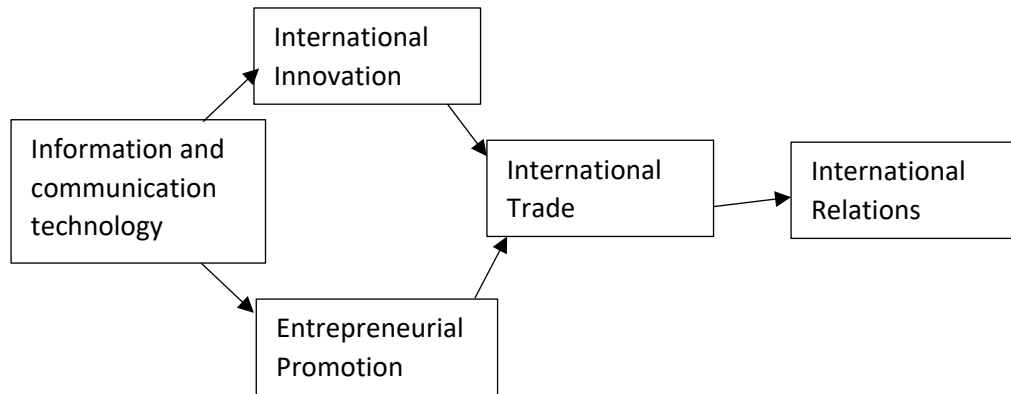 International
Innovation
Information and
communication
technology
International
Trade
International
Relations
Entrepreneurial
Promotion